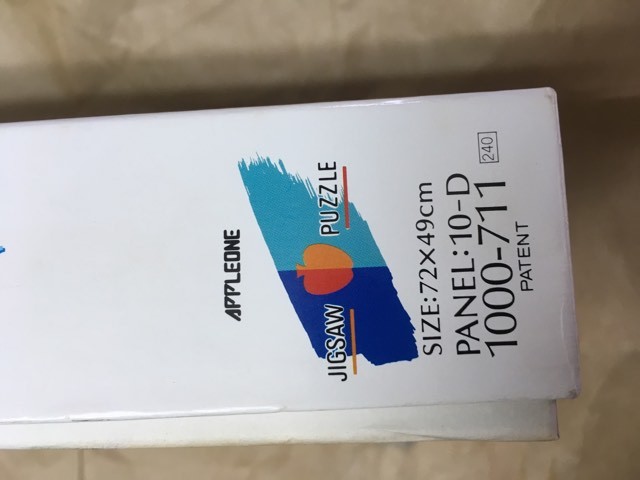 APPLEONE
JIGSAW PUZZLE
SIZE:72×49cm
PANEL:10-D
1000-711 240
PATENT